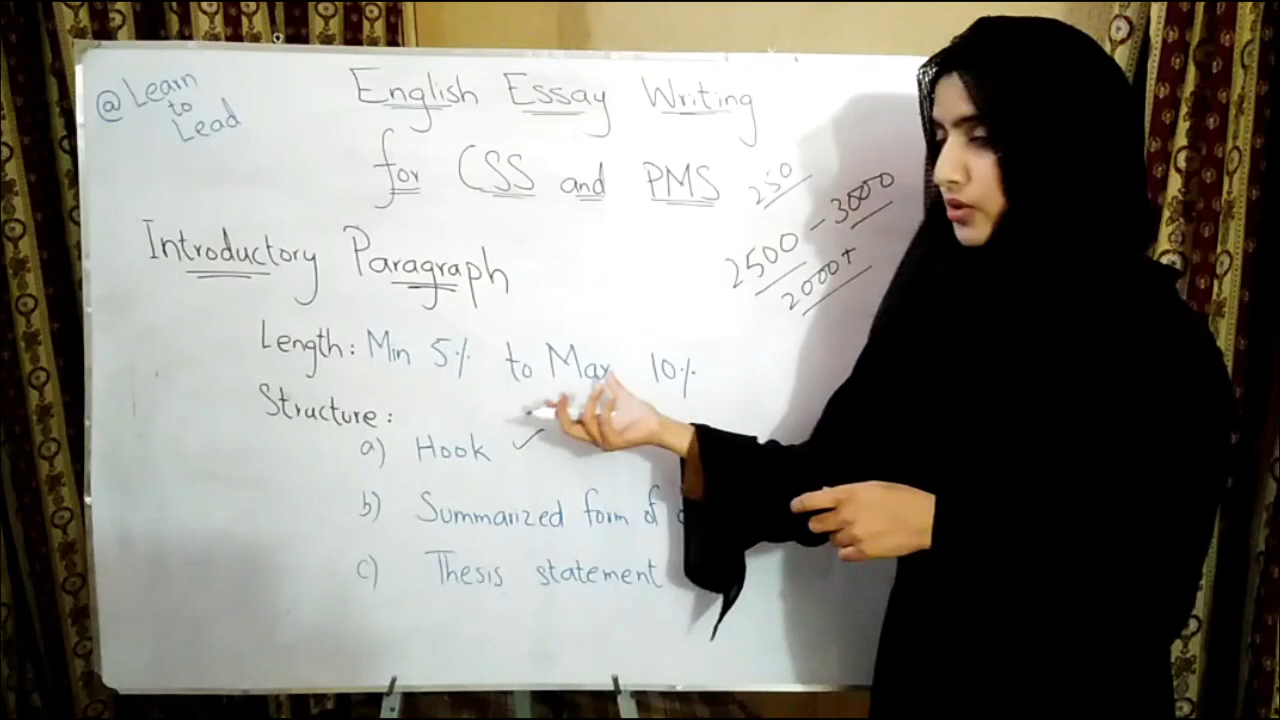 @ Learn
to
Lead
English Essay Writing
for CSS and PMS
250
2500 - 3000
2000+
Introductory Paragraph
Length: Min 5% to Max 10%
Structure:
a) Hook ✓
b) Summarized form of
c) Thesis statement